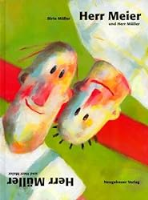 Birte Müller
Herr Meier
und Herr Müller
Herr Müller
und Herr Meier
Neugebauer Verlag